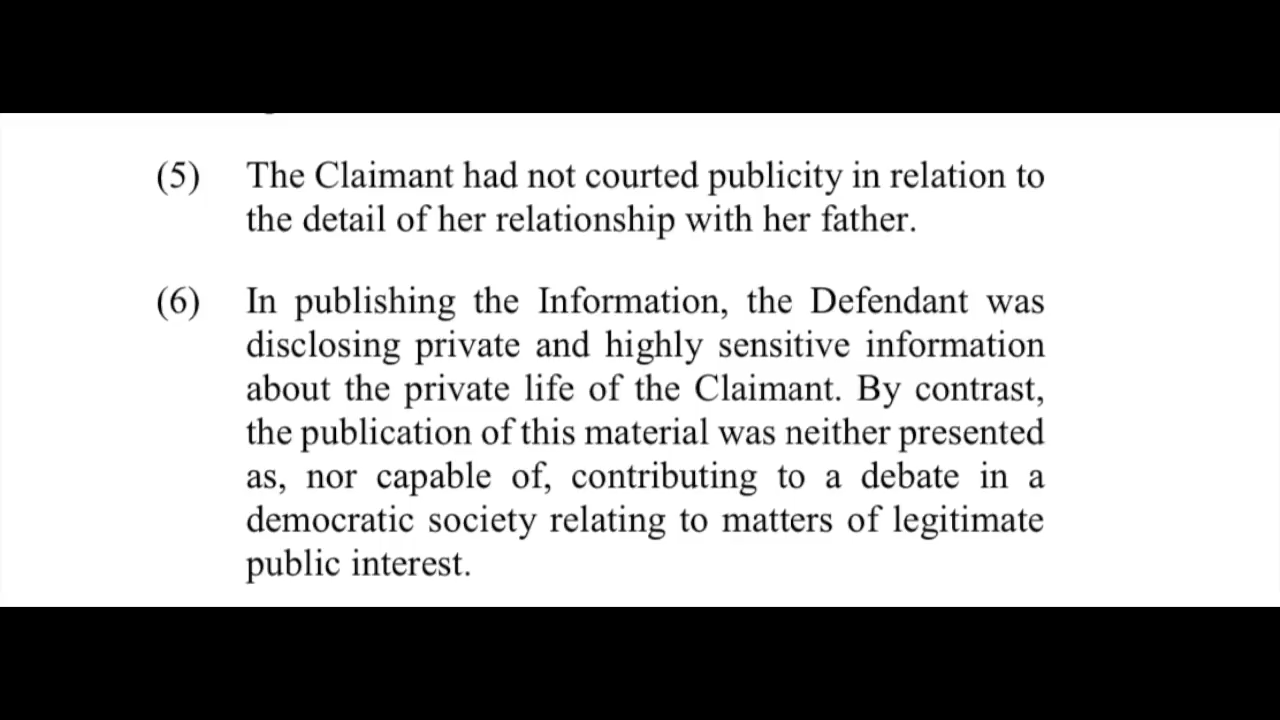 (5) The Claimant had not courted publicity in relation to
the detail of her relationship with her father.
(6) In publishing the Information, the Defendant was
disclosing private and highly sensitive information
about the private life of the Claimant. By contrast,
the publication of this material was neither presented
as, nor capable of, contributing to a debate in a
democratic society relating to matters of legitimate
public interest.